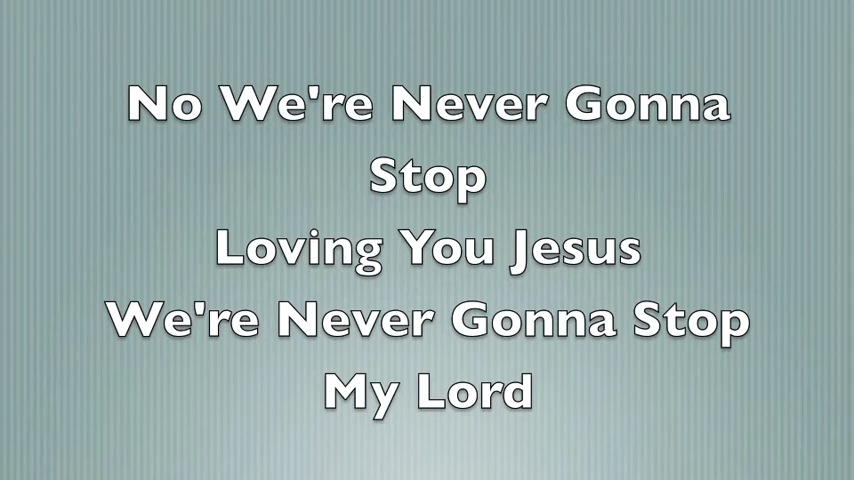 No We're Never Gonna
Stop
Loving You Jesus
We're Never Gonna Stop
My Lord